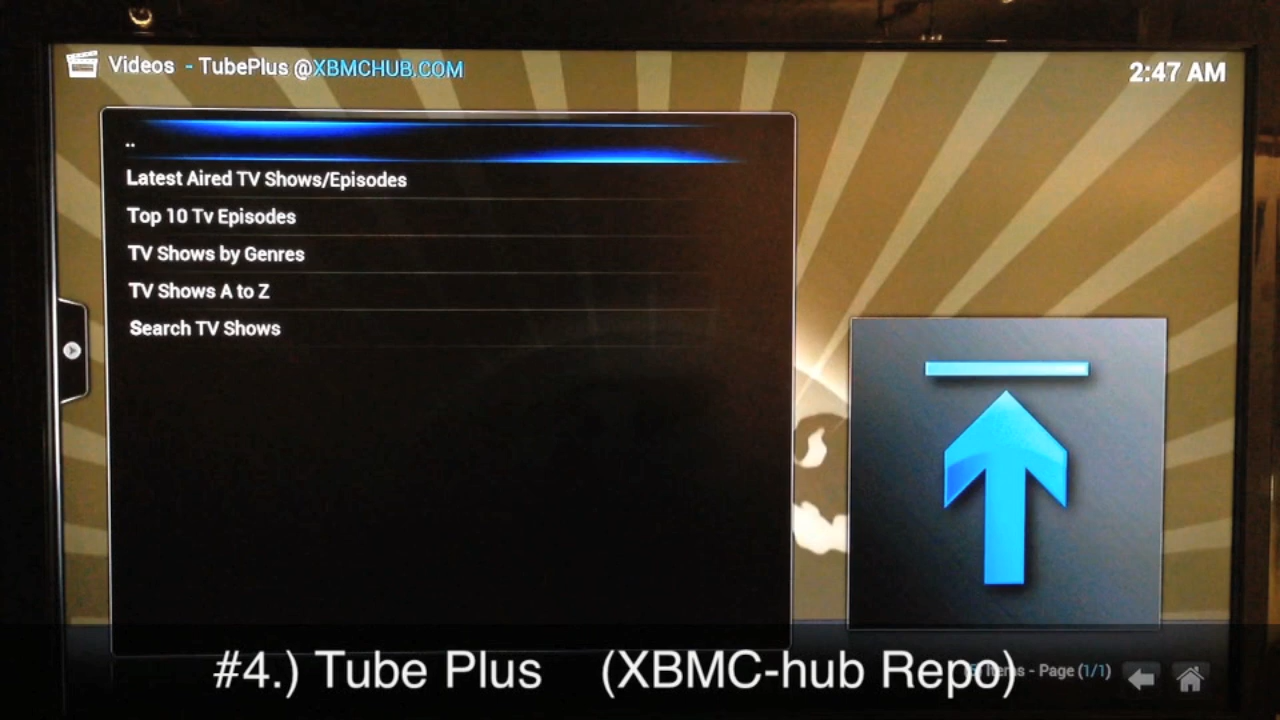 Videos - TubePlus @XBMCHUB.COM
2:47 AM
..
Latest Aired TV Shows/Episodes
Top 10 Tv Episodes
TV Shows by Genres
TV Shows A to Z
Search TV Shows
#4.) Tube Plus (XBMC-hub Repo)
Items - Page (1/1)